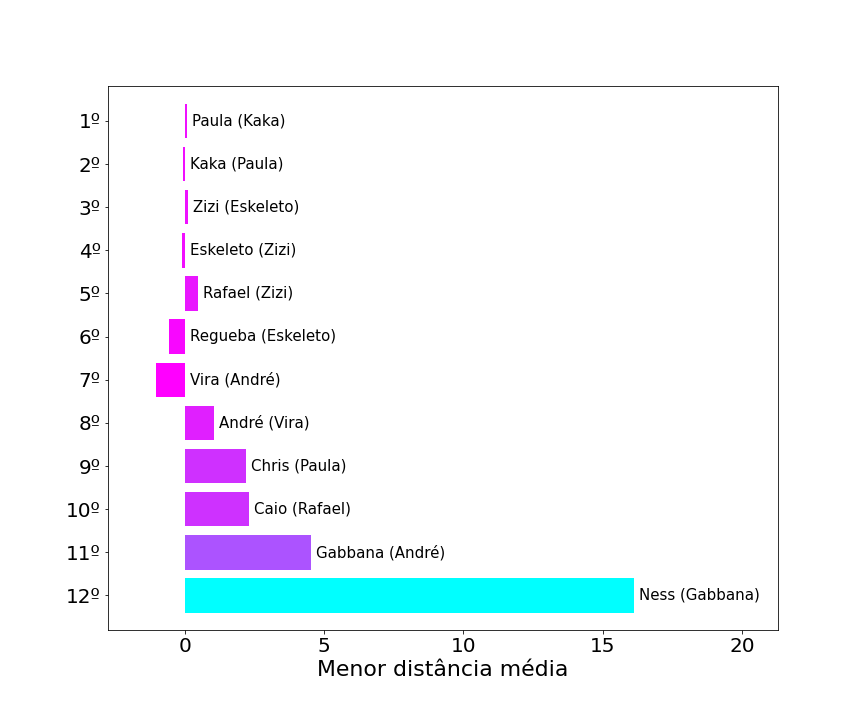 1º Paula (Kaka)
2º Kaka (Paula)
3º Zizi (Eskeleto)
4º Eskeleto (Zizi)
5º Rafael (Zizi)
6º Regueba (Eskeleto)
7º Vira (André)
8º André (Vira)
9º Chris (Paula)
10º Caio (Rafael)
11º Gabbana (André)
12º Ness (Gabbana)
0 5 10 15 20
Menor distância média